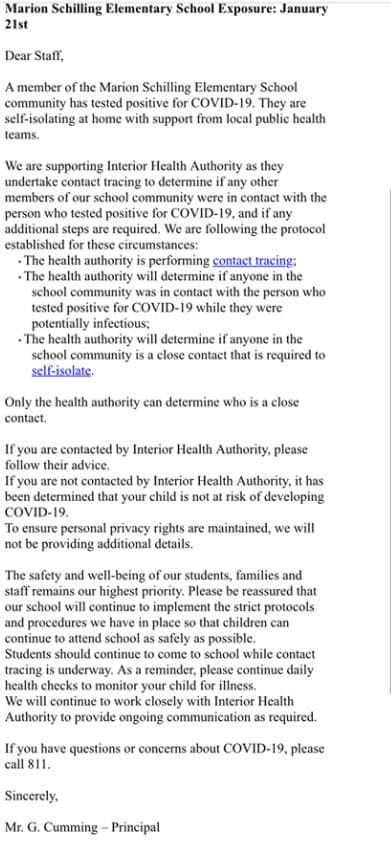 Marion Schilling Elementary School Exposure: January
21st
Dear Staff,
A member of the Marion Schilling Elementary School
community has tested positive for COVID-19. They are
self-isolating at home with support from local public health
teams.
We are supporting Interior Health Authority as they
undertake contact tracing to determine if any other
members of our school community were in contact with the
person who tested positive for COVID-19, and if any
additional steps are required. We are following the protocol
established for these circumstances:
· The health authority is performing contact tracing;
· The health authority will determine if anyone in the
school community was in contact with the person who
tested positive for COVID-19 while they were
potentially infectious;
· The health authority will determine if anyone in the
school community is a close contact that is required to
self-isolate.
Only the health authority can determine who is a close
contact.
If you are contacted by Interior Health Authority, please
follow their advice.
If you are not contacted by Interior Health Authority, it has
been determined that your child is not at risk of developing
COVID-19.
To ensure personal privacy rights are maintained, we will
not be providing additional details.
The safety and well-being of our students, families and
staff remains our highest priority. Please be reassured that
our school will continue to implement the strict protocols
and procedures we have in place so that children can
continue to attend school as safely as possible.
Students should continue to come to school while contact
tracing is underway. As a reminder, please continue daily
health checks to monitor your child for illness.
We will continue to work closely with Interior Health
Authority to provide ongoing communication as required.
If you have questions or concerns about COVID-19, please
call 811.
Sincerely,
Mr. G. Cumming – Principal